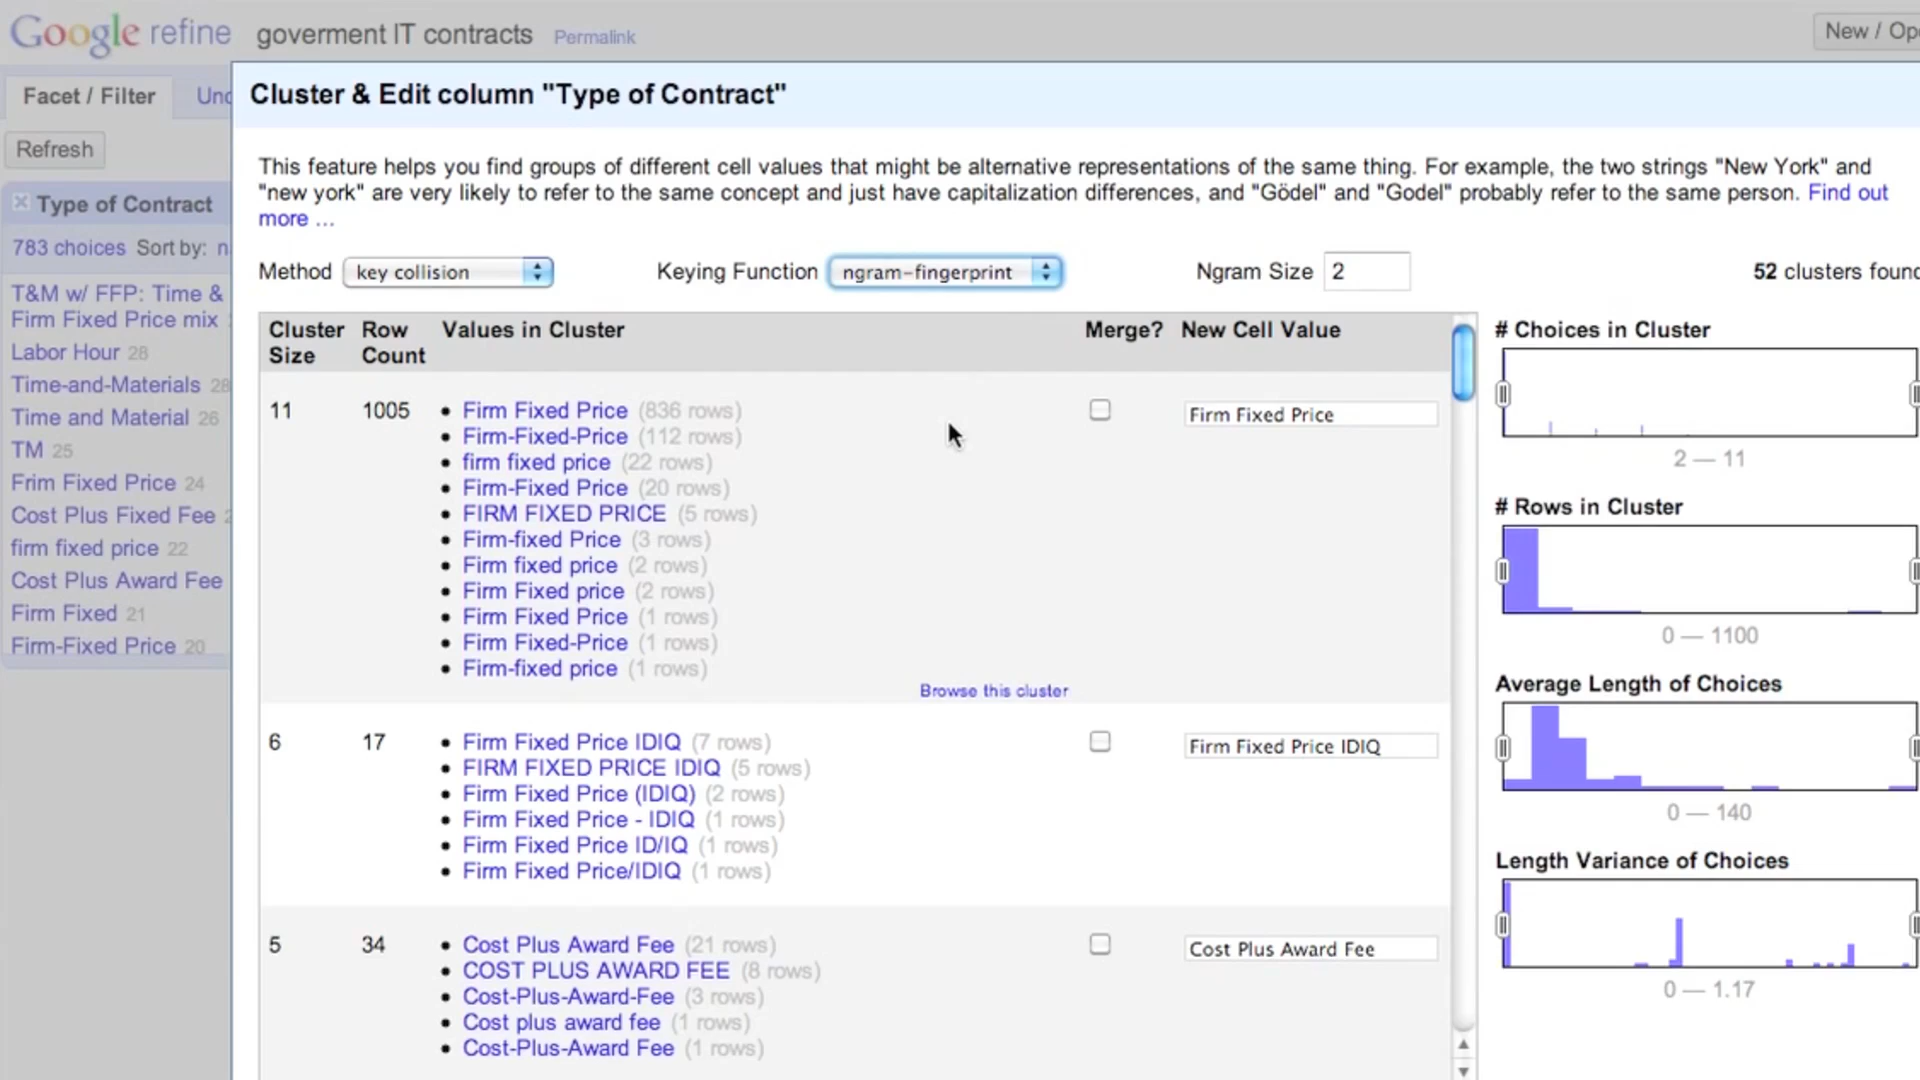 Google refine goverment IT contracts Permalink New / Op
Facet / Filter Und
Refresh
Type of Contract
783 choices Sort by: n
T&M w/ FFP: Time &
Firm Fixed Price mix
Labor Hour 28
Time-and-Materials 28
Time and Material 26
TM 25
Frim Fixed Price 24
Cost Plus Fixed Fee 2
firm fixed price 22
Cost Plus Award Fee
Firm Fixed 21
Firm-Fixed Price 20
Cluster & Edit column "Type of Contract"
This feature helps you find groups of different cell values that might be alternative representations of the same thing. For example, the two strings "New York" and
"new york" are very likely to refer to the same concept and just have capitalization differences, and "Gödel" and "Godel" probably refer to the same person. Find out
more ...
Method key collision Keying Function ngram-fingerprint Ngram Size 2 52 clusters foun
Cluster Size Row Count Values in Cluster Merge? New Cell Value
11 1005
Firm Fixed Price (836 rows) Firm Fixed Price
Firm-Fixed-Price (112 rows)
firm fixed price (22 rows)
Firm-Fixed Price (20 rows)
FIRM FIXED PRICE (5 rows)
Firm-fixed Price (3 rows)
Firm fixed price (2 rows)
Firm Fixed price (2 rows)
Firm Fixed Price (1 rows)
Firm Fixed-Price (1 rows)
Firm-fixed price (1 rows)
Browse this cluster
6 17
Firm Fixed Price IDIQ (7 rows) Firm Fixed Price IDIQ
FIRM FIXED PRICE IDIQ (5 rows)
Firm Fixed Price (IDIQ) (2 rows)
Firm Fixed Price - IDIQ (1 rows)
Firm Fixed Price ID/IQ (1 rows)
Firm Fixed Price/IDIQ (1 rows)
5 34
Cost Plus Award Fee (21 rows) Cost Plus Award Fee
COST PLUS AWARD FEE (8 rows)
Cost-Plus-Award-Fee (3 rows)
Cost plus award fee (1 rows)
Cost-Plus-Award Fee (1 rows)
# Choices in Cluster
2 — 11
# Rows in Cluster
0 — 1100
Average Length of Choices
0 — 140
Length Variance of Choices
0 — 1.17